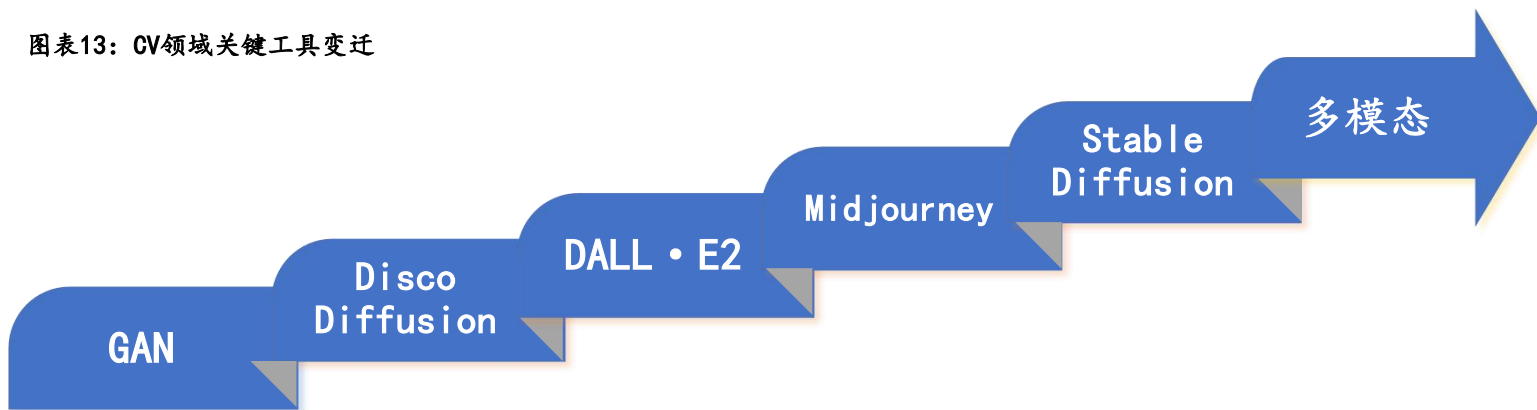 图表13：CV领域关键工具变迁
GAN
Disco
Diffusion
DALL·E2
Midjourney
Stable
Diffusion
多模态